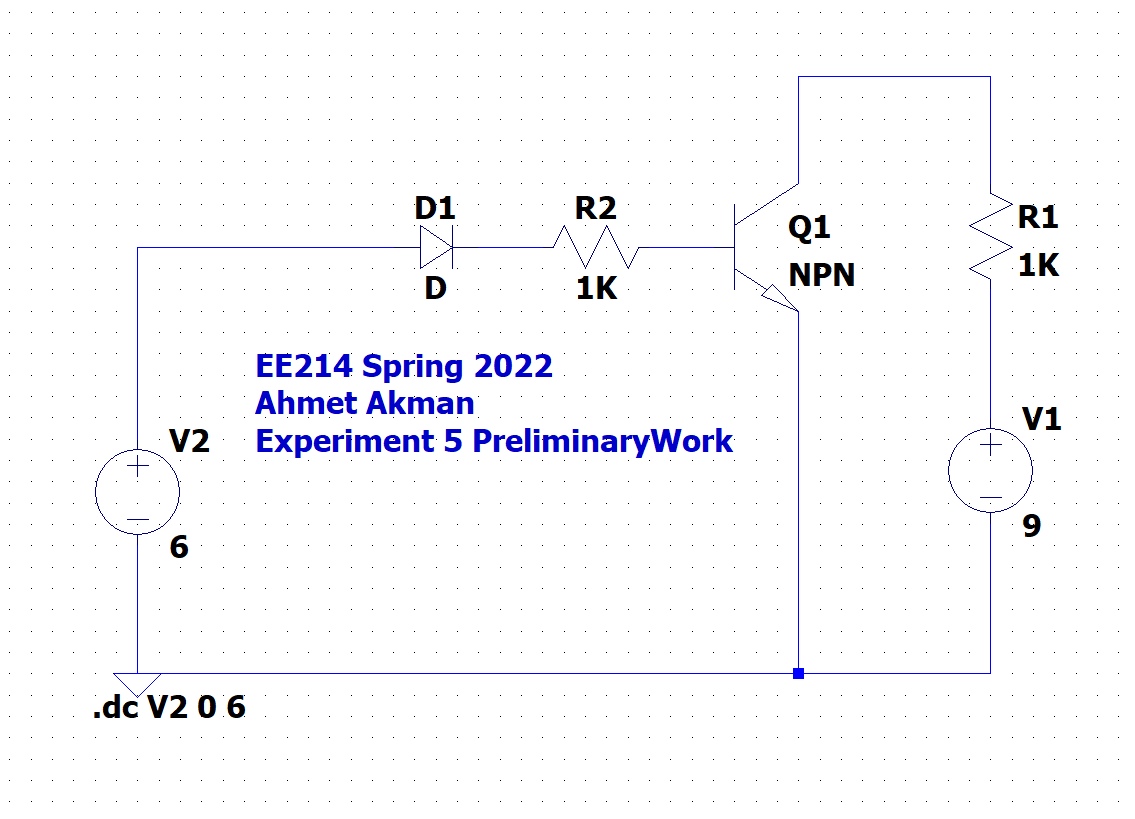 D1
D
R2
1K
Q1
NPN
R1
1K
EE214 Spring 2022
Ahmet Akman
Experiment 5 PreliminaryWork
V2
6
V1
9
.dc V2 0 6